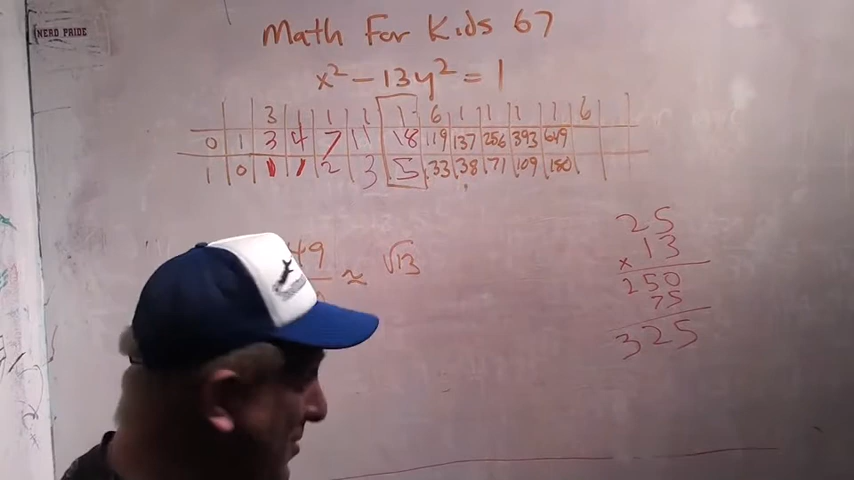 NERD PRIDE
Math For Kids 67
x² - 13y² = 1
3 1 1 1 1 6 1 1 1 1 6
0 1 3 4 7 11 18 119 137 256 393 649
1 0 1 1 2 3 5 33 38 71 109 180
49 ≈ √13
25
x 13
250
75
325